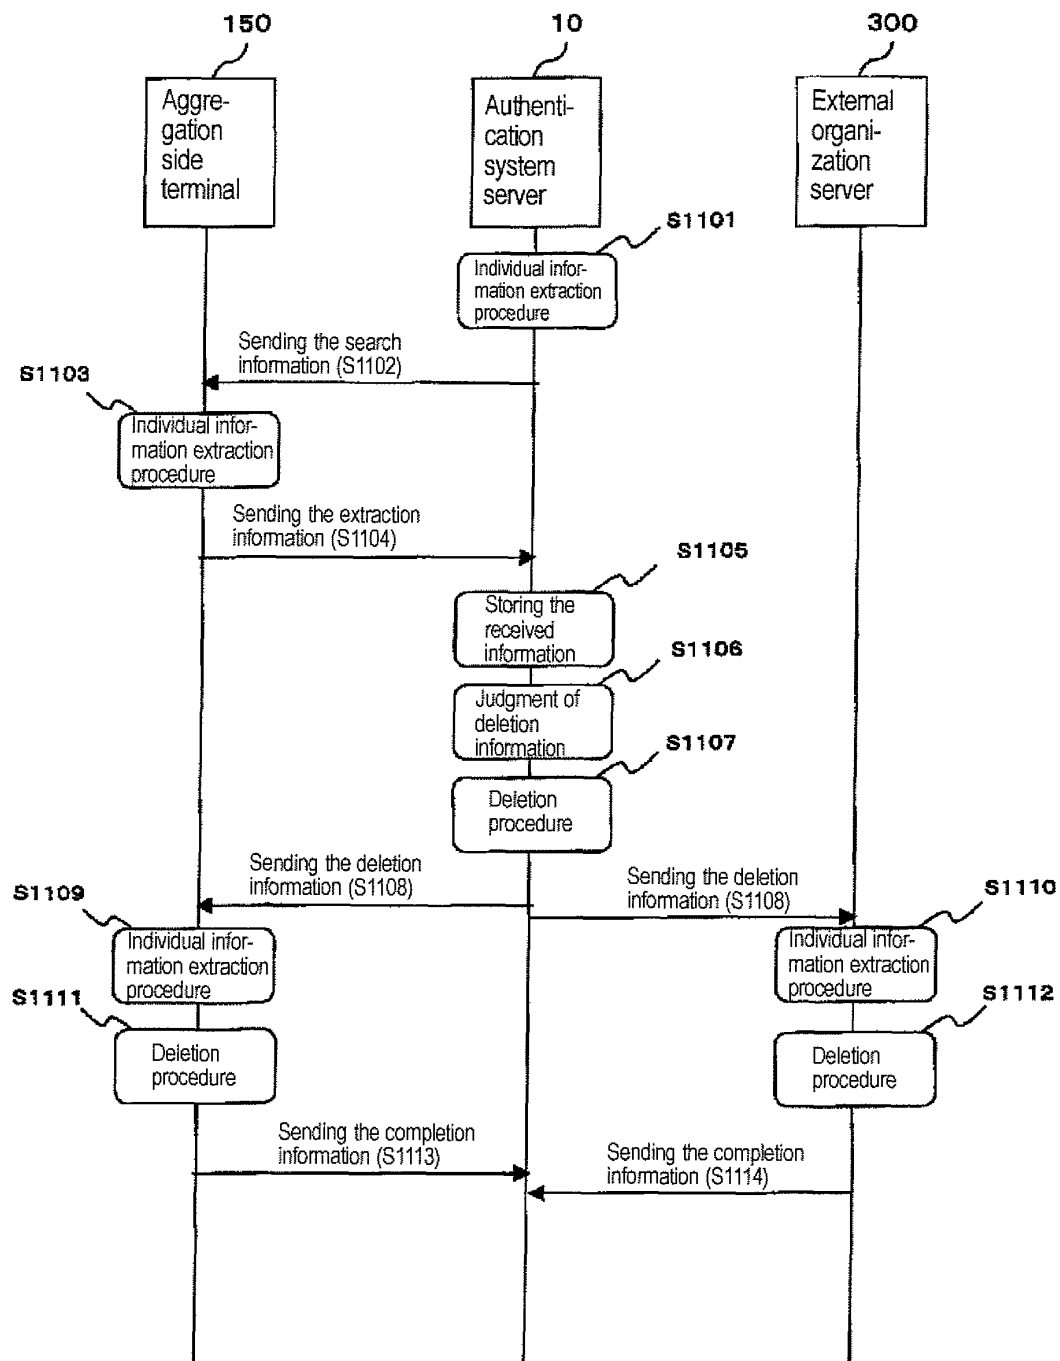 150
10
300
Aggre-
gation
side
terminal
Authenti-
cation
system
server
External
organi-
zation
server
S1101
Individual infor-
mation extraction
procedure
Sending the search
information (S1102)
S1103
Individual infor-
mation extraction
procedure
Sending the extraction
information (S1104)
S1105
Storing the
received
information
S1106
Judgment of
deletion
information
S1107
Deletion
procedure
Sending the deletion
information (S1108)
Sending the deletion
information (S1108)
S1109
Individual infor-
mation extraction
procedure
S1110
Individual infor-
mation extraction
procedure
S1111
Deletion
procedure
S1112
Deletion
procedure
Sending the completion
information (S1113)
Sending the completion
information (S1114)